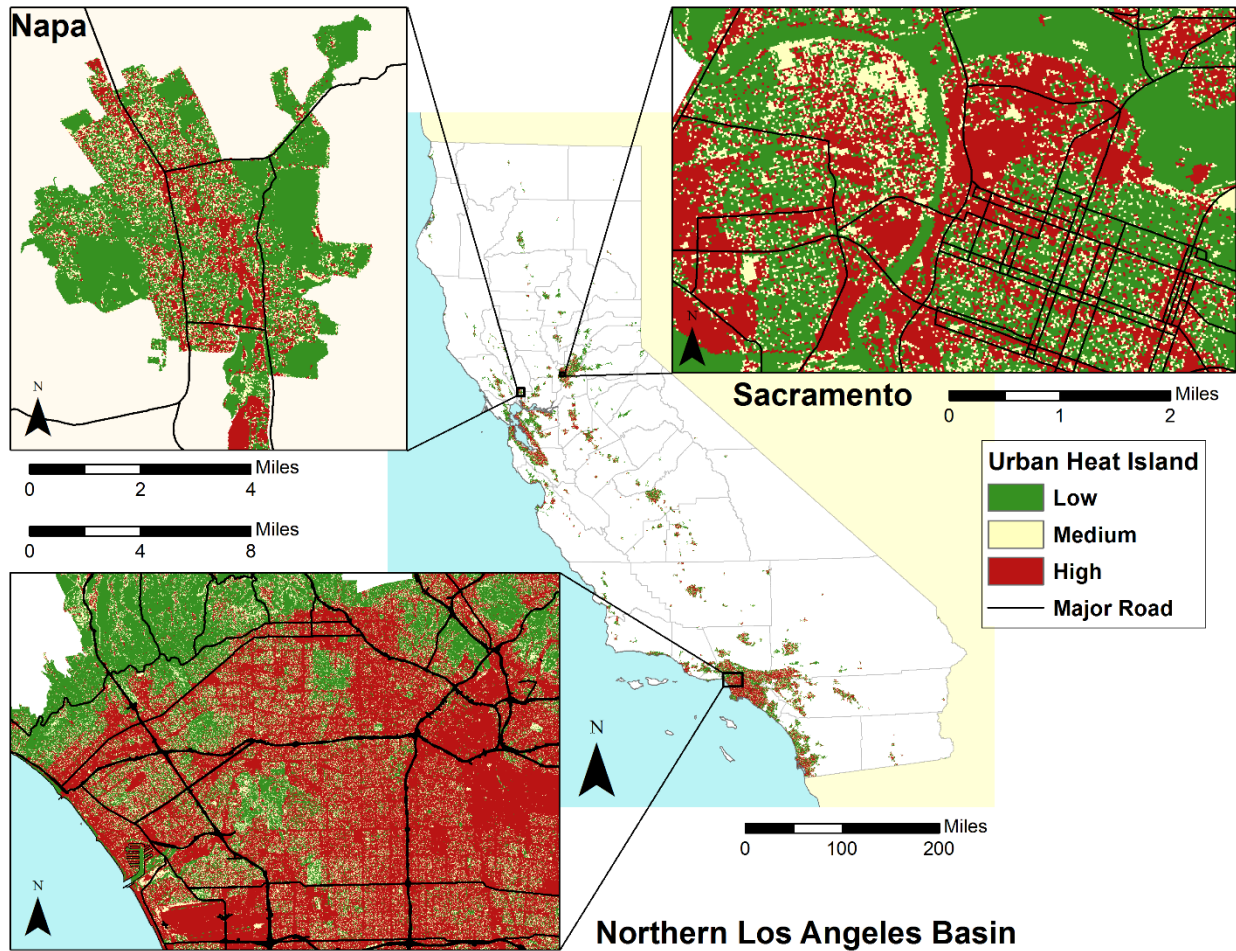 Napa
N
Miles
0 2 4
Miles
0 4 8
N
Sacramento
Miles
0 1 2
Urban Heat Island
Low
Medium
High
Major Road
N
Miles
0 100 200
N
Northern Los Angeles Basin